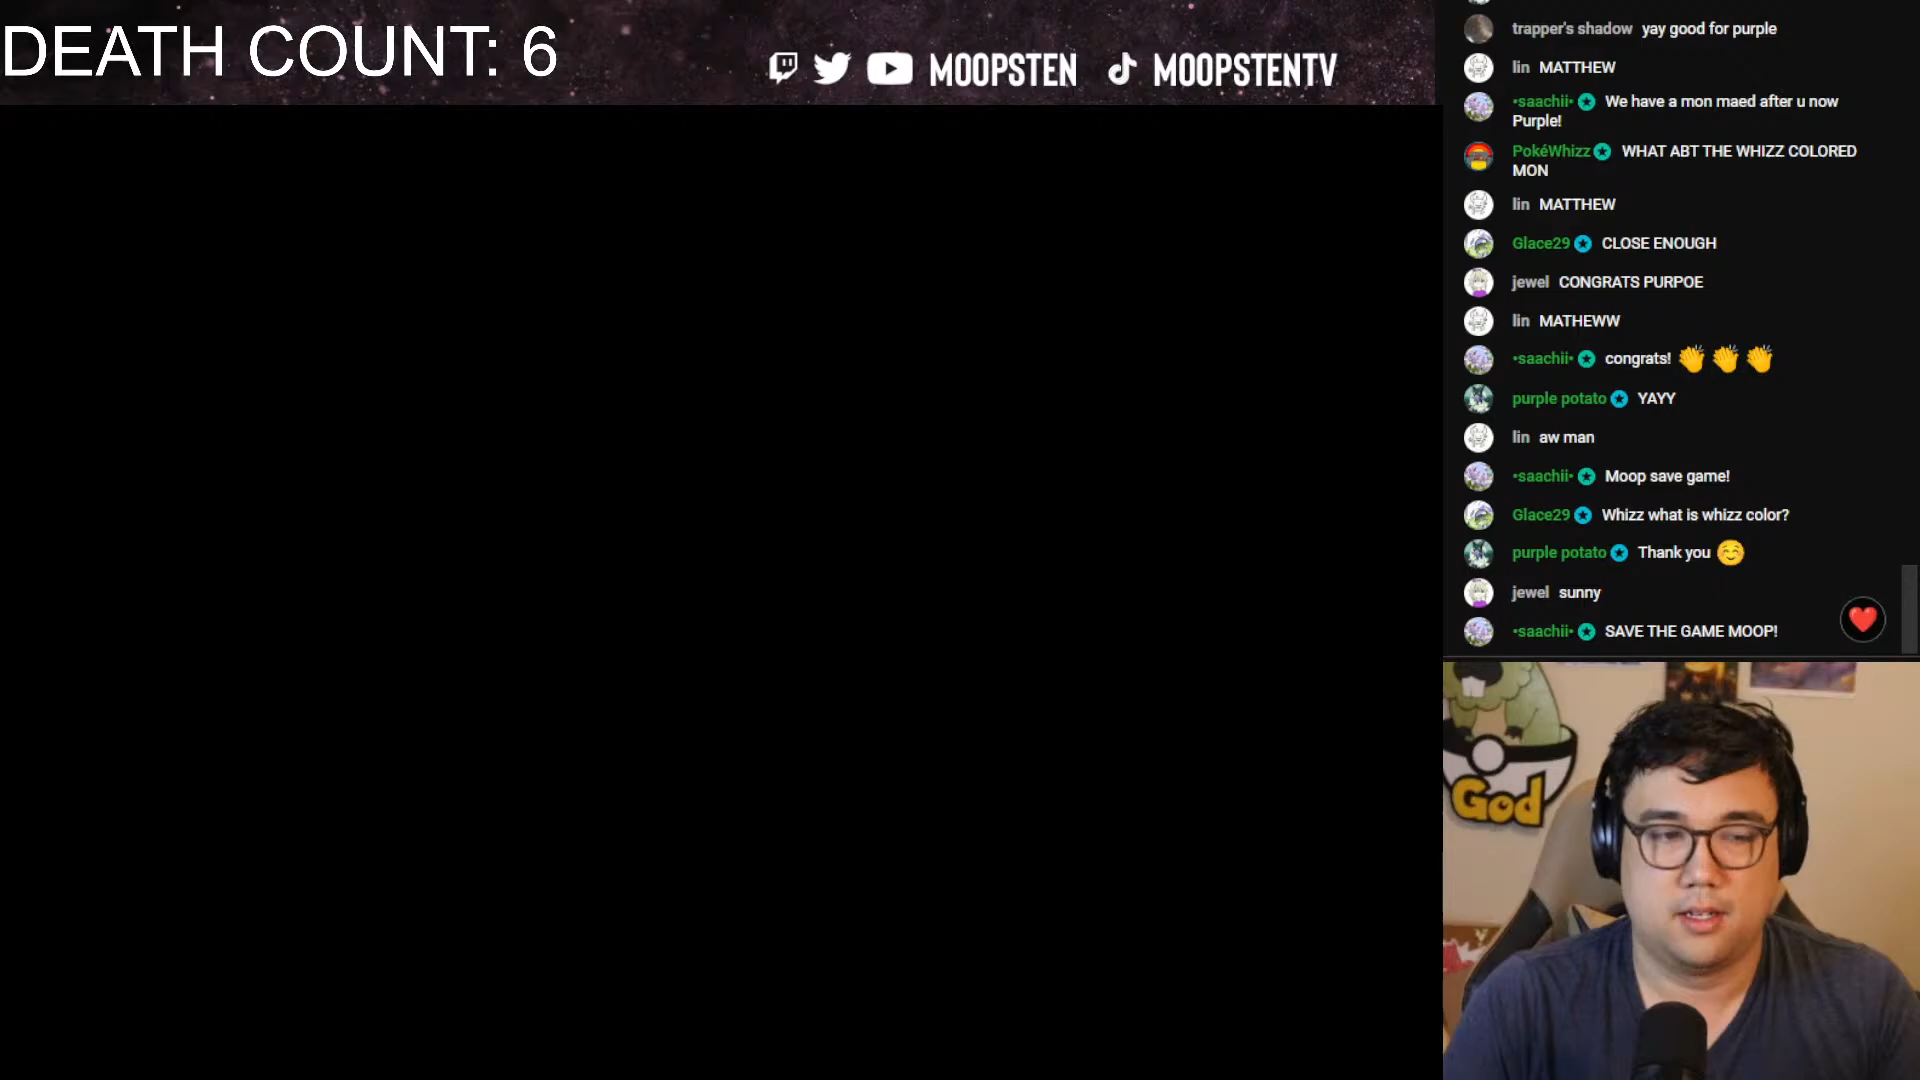 DEATH COUNT: 6
MOOPSTEN
MOOPSTENTV
trapper's shadow yay good for purple
lin MATTHEW
•saachii• We have a mon maed after u now
Purple!
PokéWhizz WHAT ABT THE WHIZZ COLORED
MON
lin MATTHEW
Glace29 CLOSE ENOUGH
jewel CONGRATS PURPOE
lin MATHEWW
•saachii• congrats! 👏 👏 👏
purple potato YAYY
lin aw man
•saachii• Moop save game!
Glace29 Whizz what is whizz color?
purple potato Thank you ☺️
jewel sunny
•saachii• SAVE THE GAME MOOP!
God